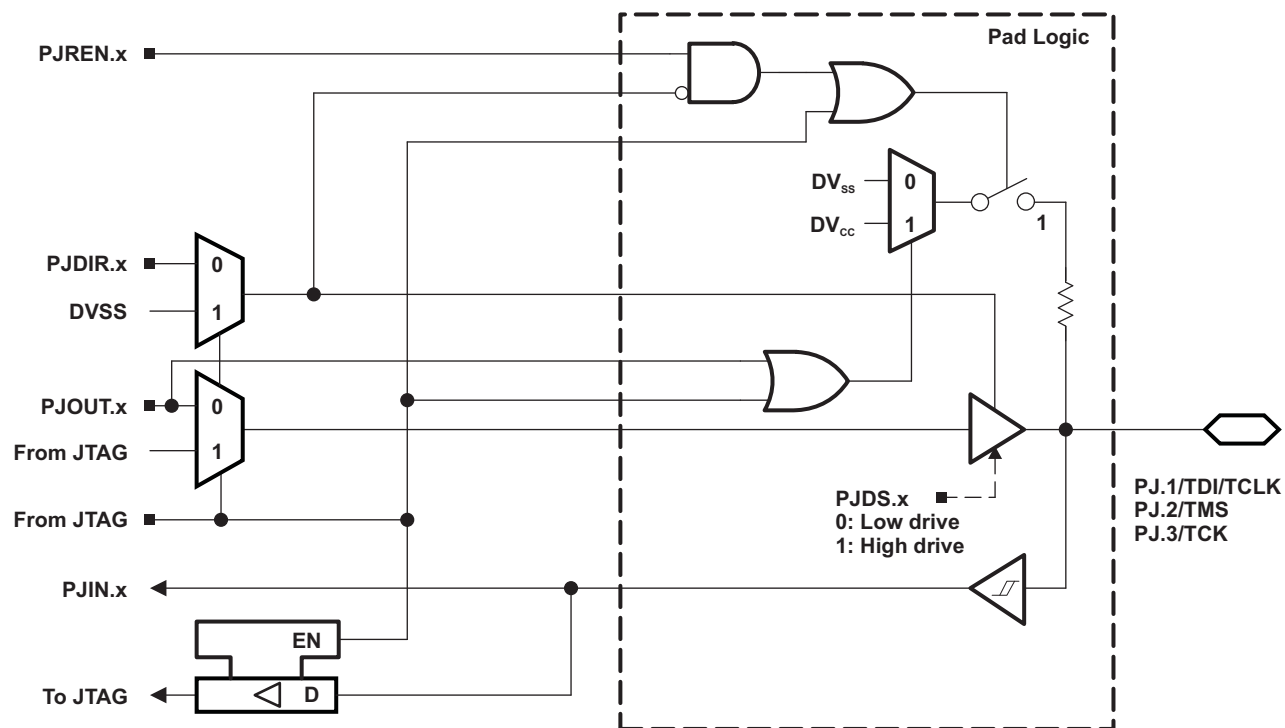 Pad Logic
PJREN.x
DVSS 0
DVCC 1
1
PJDIR.x 0
DVSS 1
PJOUT.x 0
From JTAG 1
From JTAG
PJDS.x
0: Low drive
1: High drive
PJ.1/TDI/TCLK
PJ.2/TMS
PJ.3/TCK
PJIN.x
EN
To JTAG D